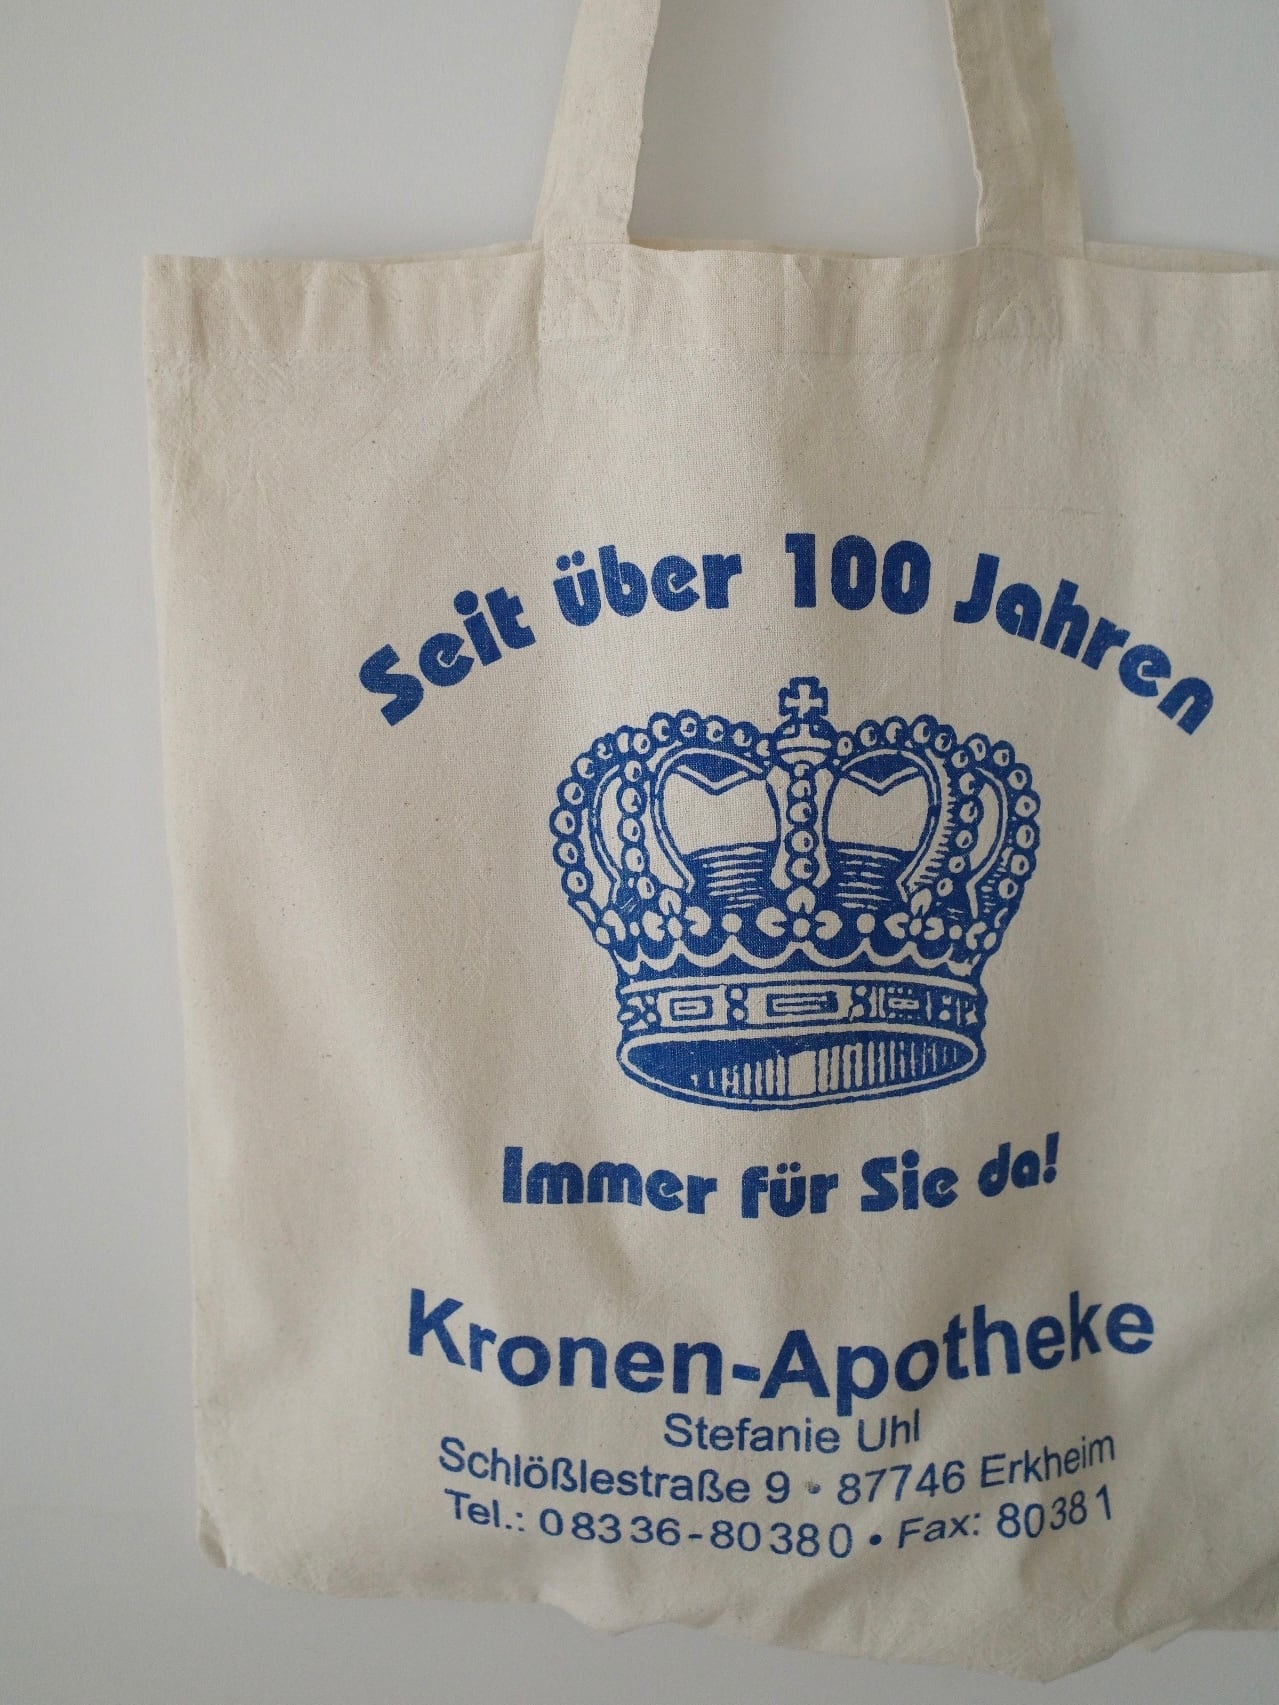 Seit über 100 Jahren
Immer für Sie da!
Kronen-Apotheke
Stefanie Uhl
Schlößlestraße 9 • 87746 Erkheim
Tel.: 08336-80380 • Fax: 80381